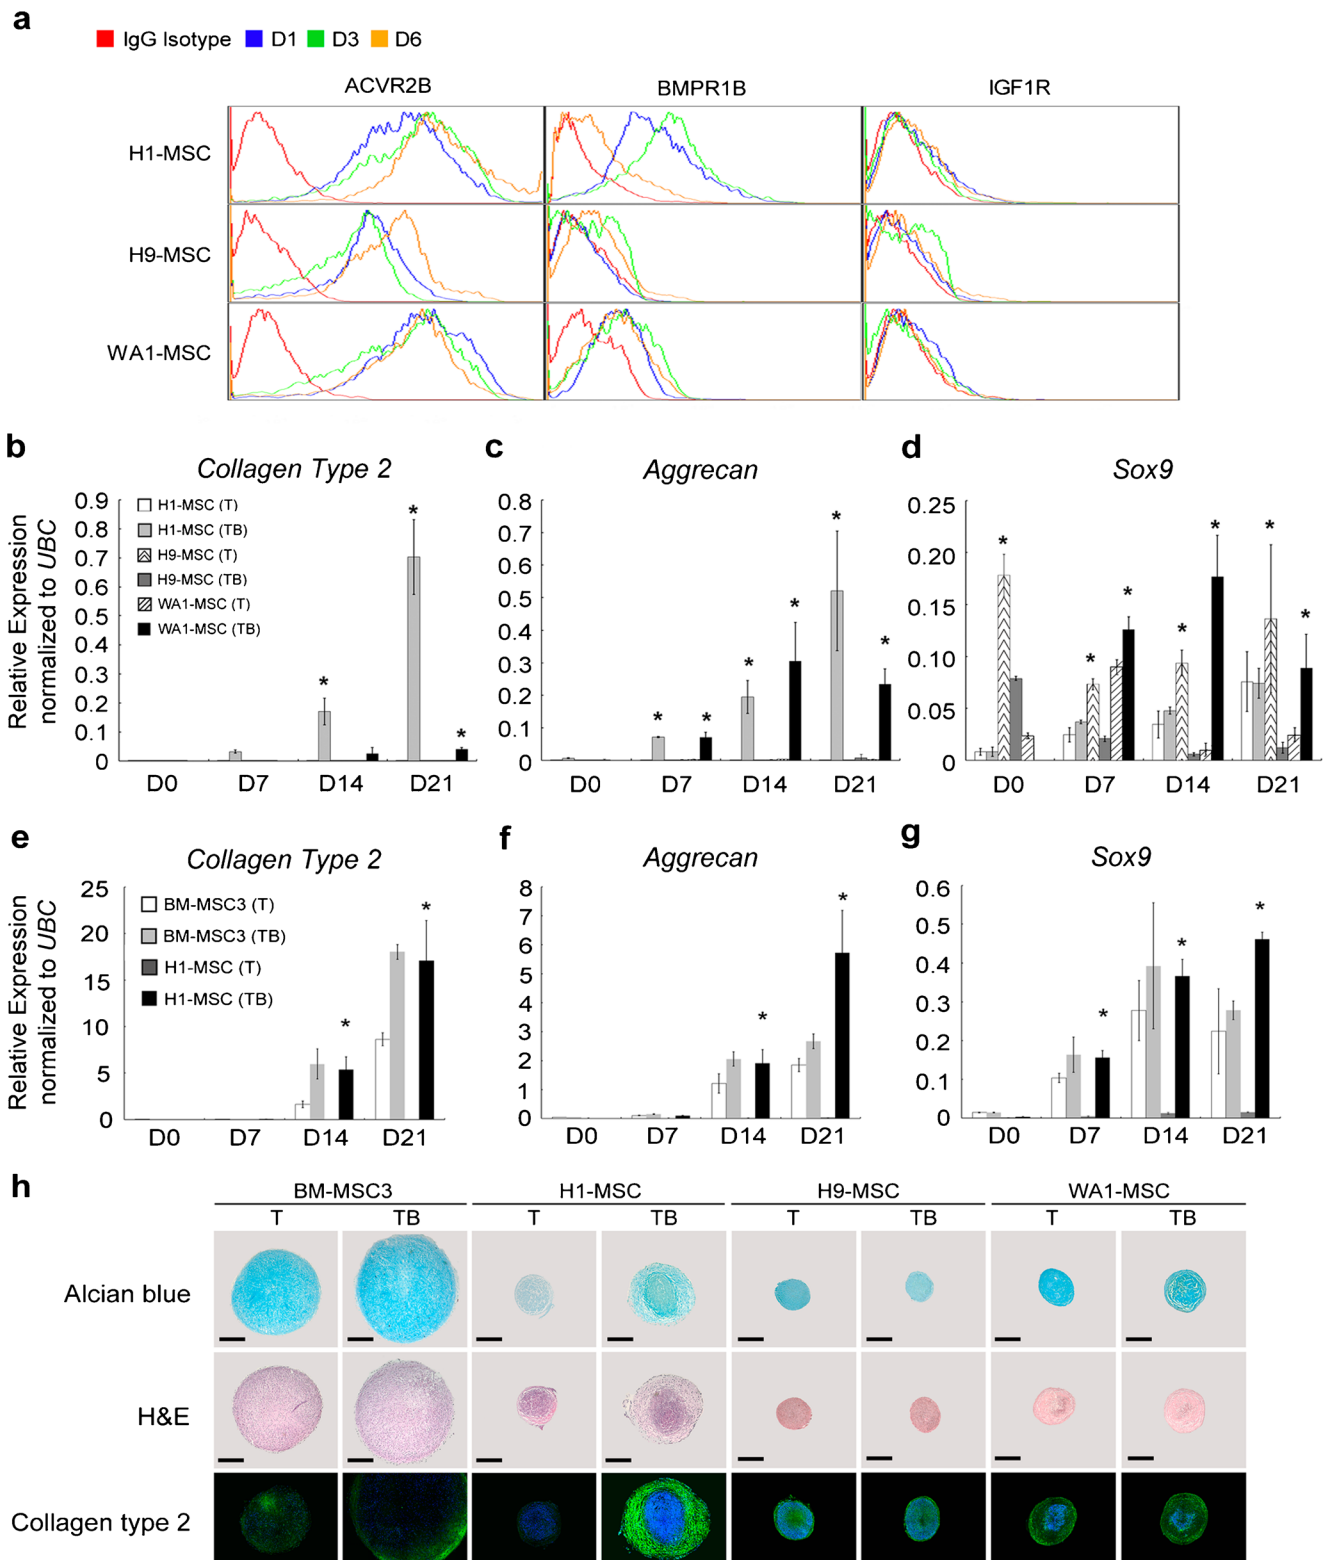 a
IgG Isotype D1 D3 D6
ACVR2B BMPR1B IGF1R
H1-MSC
H9-MSC
WA1-MSC
b
Collagen Type 2
Relative Expression
normalized to UBC
0.9
0.8
0.7
0.6
0.5
0.4
0.3
0.2
0.1
0
H1-MSC (T)
H1-MSC (TB)
H9-MSC (T)
H9-MSC (TB)
WA1-MSC (T)
WA1-MSC (TB)
* * *
D0 D7 D14 D21
c
Aggrecan
0.8
0.7
0.6
0.5
0.4
0.3
0.2
0.1
0
* * * * * *
D0 D7 D14 D21
d
Sox9
0.25
0.20
0.15
0.10
0.05
0
* * * * * * *
D0 D7 D14 D21
e
Collagen Type 2
Relative Expression
normalized to UBC
25
20
15
10
5
0
BM-MSC3 (T)
BM-MSC3 (TB)
H1-MSC (T)
H1-MSC (TB)
* *
D0 D7 D14 D21
f
Aggrecan
8
7
6
5
4
3
2
1
0
* *
D0 D7 D14 D21
g
Sox9
0.6
0.5
0.4
0.3
0.2
0.1
0
* * *
D0 D7 D14 D21
h
BM-MSC3 H1-MSC H9-MSC WA1-MSC
T TB T TB T TB T TB
Alcian blue
H&E
Collagen type 2